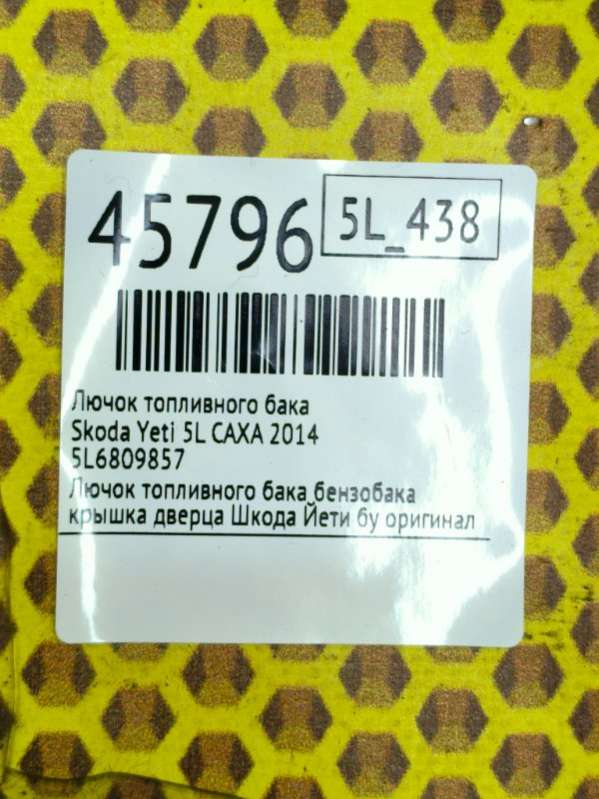 45796
5L_438
Лючок топливного бака
Skoda Yeti 5L CAXA 2014
5L6809857
Лючок топливного бака бензобака
крышка дверца Шкода Йети бу оригинал